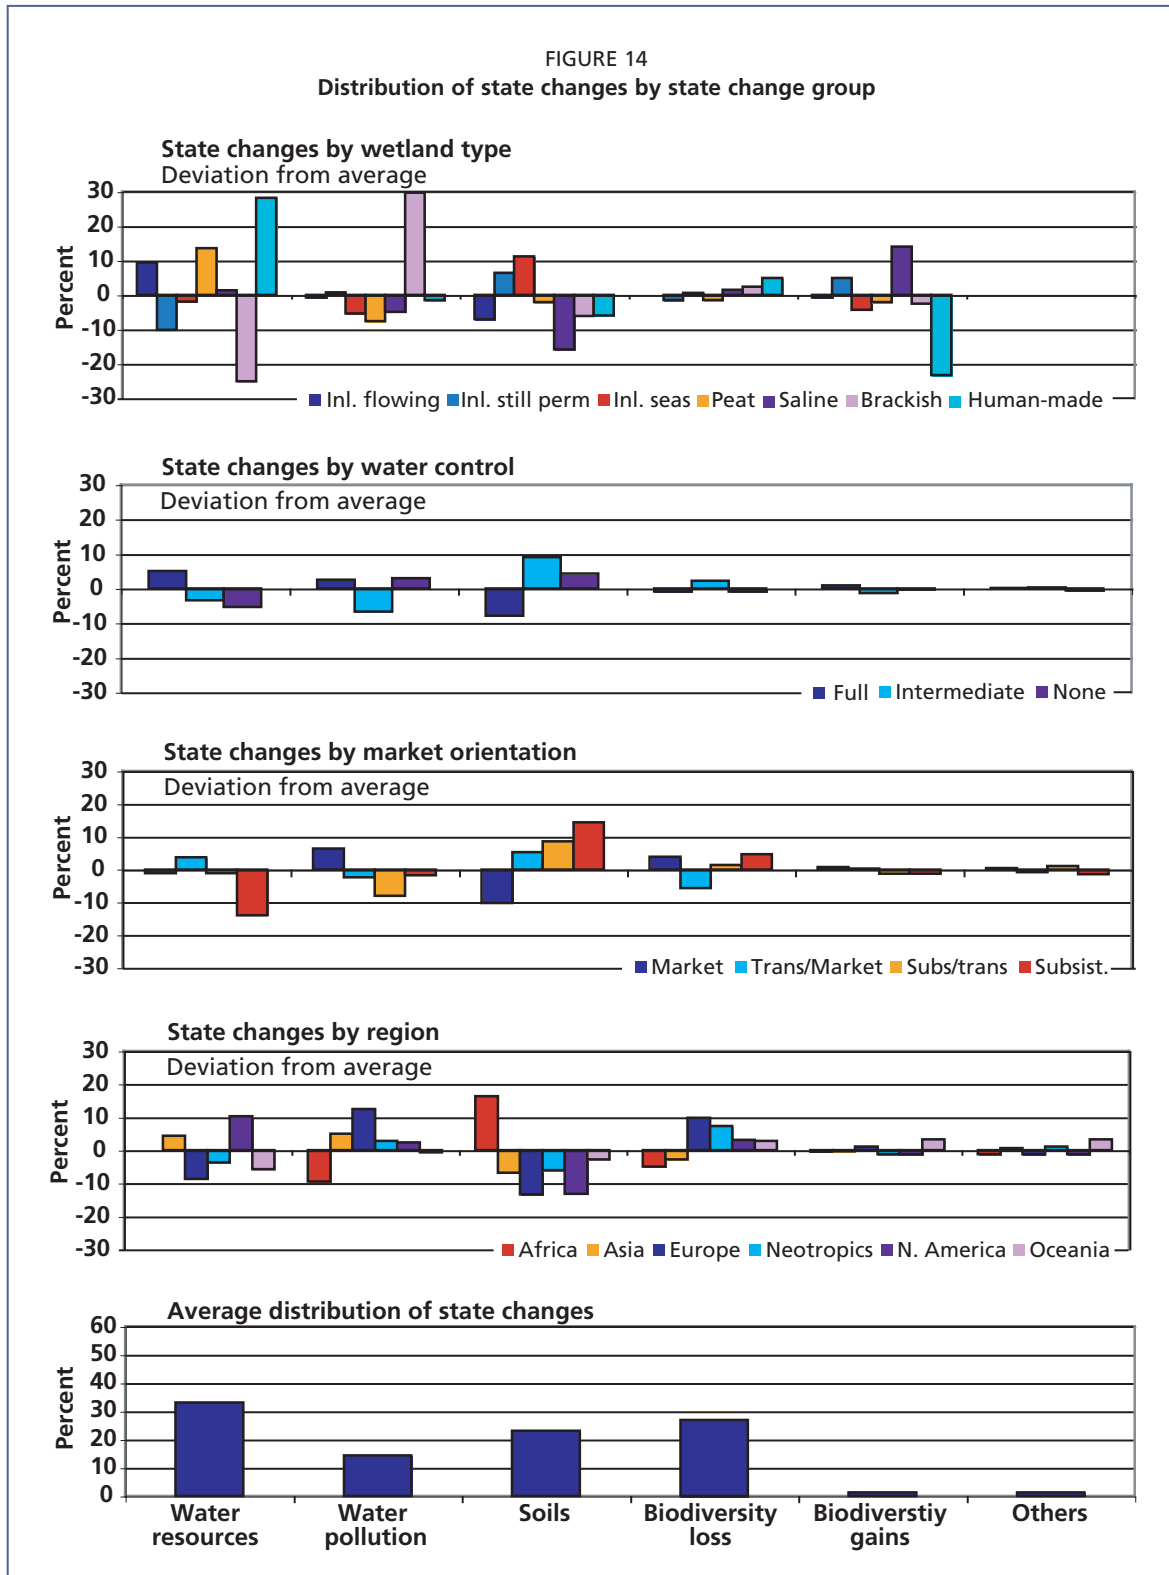 FIGURE 14
Distribution of state changes by state change group
State changes by wetland type
Deviation from average
Percent
30
20
10
0
-10
-20
-30
Inl. flowing Inl. still perm Inl. seas Peat Saline Brackish Human-made
State changes by water control
Deviation from average
Percent
30
20
10
0
-10
-20
-30
Full Intermediate None
State changes by market orientation
Deviation from average
Percent
30
20
10
0
-10
-20
-30
Market Trans/Market Subs/trans Subsist.
State changes by region
Deviation from average
Percent
30
20
10
0
-10
-20
-30
Africa Asia Europe Neotropics N. America Oceania
Average distribution of state changes
Percent
60
50
40
30
20
10
0
Water Water Soils Biodiversity Biodiverstiy Others
resources pollution loss gains